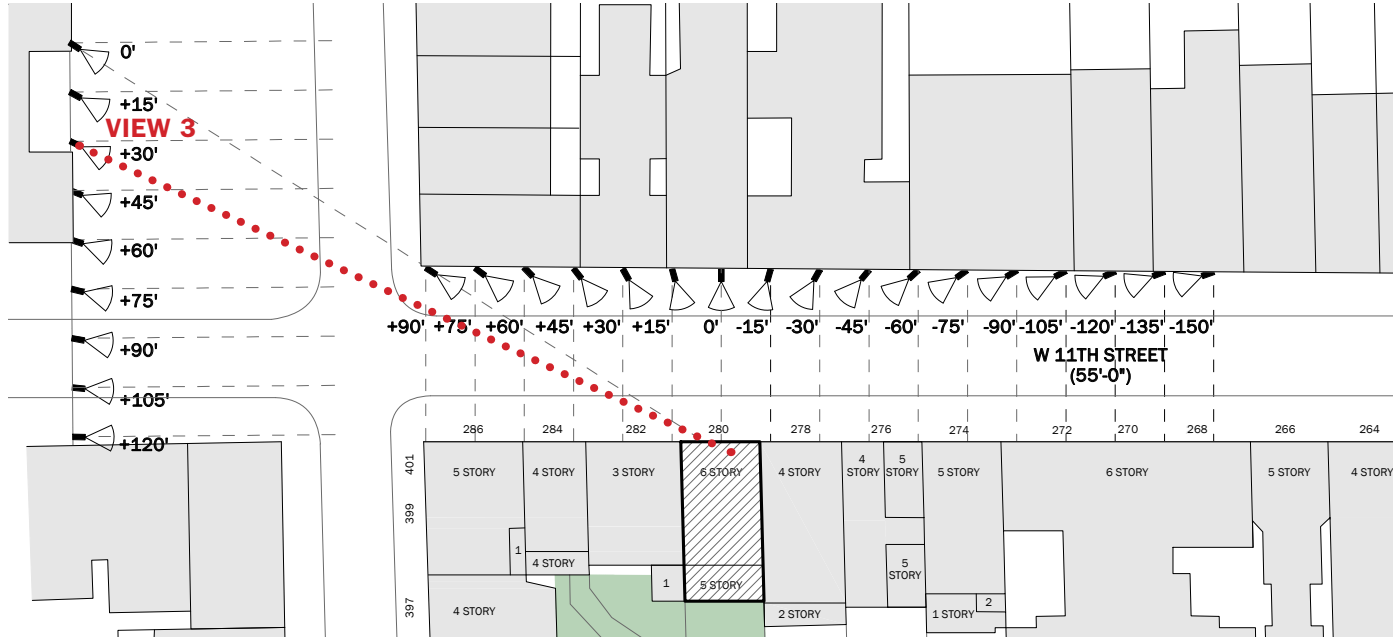 0'
+15'
VIEW 3
+30'
+45'
+60'
+75'
+90'
+105'
+120'
+90' +75' +60' +45' +30' +15' 0' -15' -30' -45' -60' -75' -90' -105' -120' -135' -150'
W 11TH STREET
(55'-0")
286 284 282 280 278 276 274 272 270 268 266 264
401
399
397
5 STORY 4 STORY 3 STORY 6 STORY 4 STORY
4
STORY
5
STORY
5 STORY 6 STORY 5 STORY 4 STORY
1
4 STORY
1
5 STORY
5
STORY
4 STORY
2 STORY
1 STORY
2